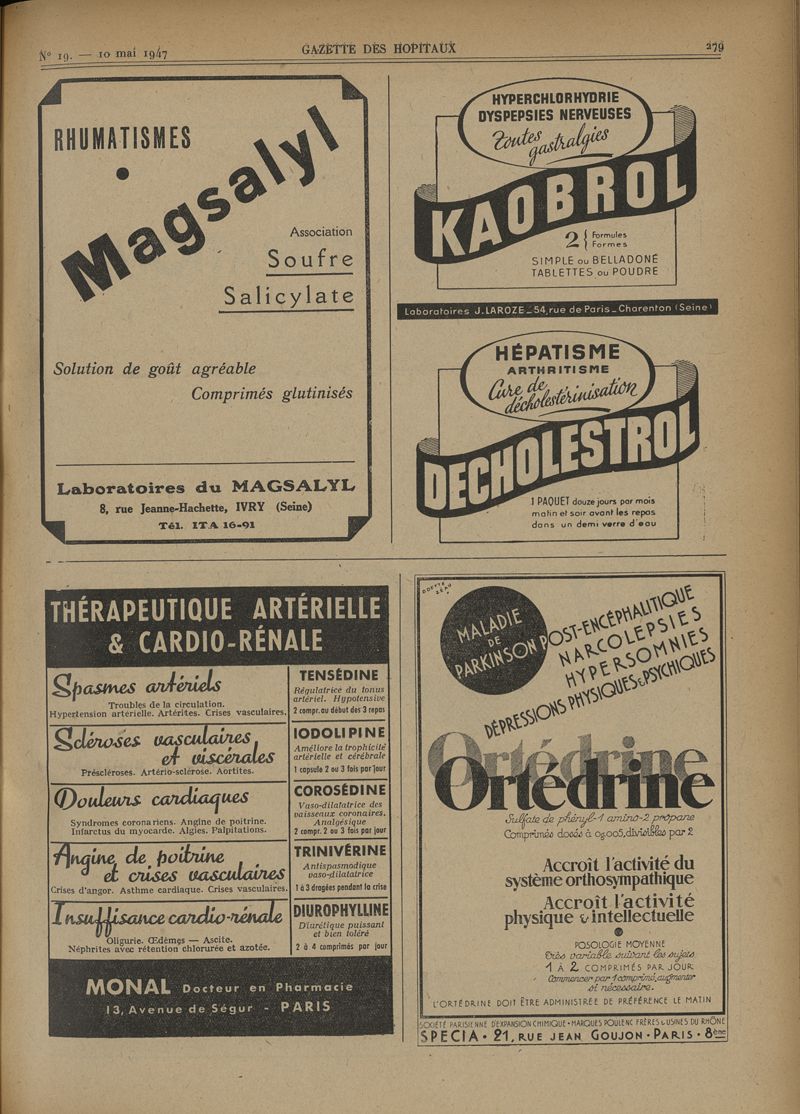 N° 19. — 10 mai 1947
GAZETTE DES HOPITAUX
279
RHUMATISMES
Magsalyl
Association
Soufre
Salicylate
Solution de goût agréable
Comprimés glutinisés
Laboratoires du MAGSALYL
8, rue Jeanne-Hachette, IVRY (Seine)
Tél. ITA 16-91
HYPERCHLORHYDRIE
DYSPEPSIES NERVEUSES
Toutes
gastralgies
KAOBROL
2 { Formules
Formes
SIMPLE ou BELLADONÉ
TABLETTES ou POUDRE
Laboratoires J. LAROZE _ 54, rue de Paris _ Charenton (Seine)
HÉPATISME
ARTHRITISME
Cure de
décholestérinisation
DECHOLESTROL
1 PAQUET douze jours par mois
matin et soir avant les repas
dans un demi verre d'eau
THÉRAPEUTIQUE ARTÉRIELLE
& CARDIO-RÉNALE
Spasmes artériels
Troubles de la circulation.
Hypertension artérielle. Artérites. Crises vasculaires.
TENSÉDINE
Régulatrice du tonus
artériel. Hypotensive
2 compr. au début des 3 repas
Scléroses vasculaires
et viscérales
Préscléroses. Artério-sclérose. Aortites.
IODOLIPINE
Améliore la trophicité
artérielle et cérébrale
1 capsule 2 ou 3 fois par jour
Douleurs cardiaques
Syndromes coronariens. Angine de poitrine.
Infarctus du myocarde. Algies. Palpitations.
COROSÉDINE
Vaso-dilatatrice des
vaisseaux coronaires.
Analgésique
2 compr. 2 ou 3 fois par jour
Angine de poitrine
et crises vasculaires
Crises d'angor. Asthme cardiaque. Crises vasculaires.
TRINIVÉRINE
Antispasmodique
vaso-dilatatrice
1 à 3 dragées pendant la crise
Insuffisance cardio-rénale
Oligurie. Œdèmes — Ascite.
Néphrites avec rétention chlorurée et azotée.
DIUROPHYLLINE
Diurétique puissant
et bien toléré
2 à 4 comprimés par jour
MONAL Docteur en Pharmacie
13, Avenue de Ségur - PARIS
ODETTE
MALADIE
DE
PARKINSON POST-ENCÉPHALITIQUE
NARCOLEPSIES
HYPERSOMNIES
DÉPRESSIONS PHYSIQUES & PSYCHIQUES
Ortédrine
Ortédrine
Sulfate de phényl-1 amino-2 propane
Comprimés dosés à 0g.005, divisibles par 2
Accroît l'activité du
système orthosympathique
Accroît l'activité
physique & intellectuelle
POSOLOGIE MOYENNE
Très variable suivant les sujets
1 À 2 COMPRIMÉS PAR JOUR
Commencer par 1 comprimé, augmenter
si nécessaire.
L'ORTÉDRINE DOIT ÊTRE ADMINISTRÉE DE PRÉFÉRENCE LE MATIN
SOCIÉTÉ PARISIENNE D'EXPANSION CHIMIQUE • MARQUES POULENC FRÈRES & USINES DU RHÔNE
SPECIA • 21, RUE JEAN GOUJON • PARIS • 8ème